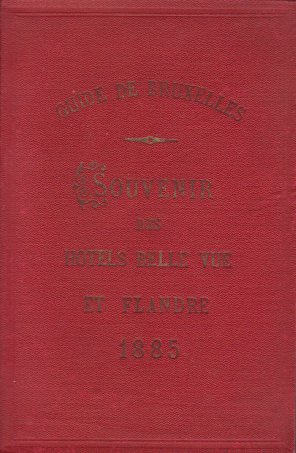 GUIDE DE BRUXELLES
SOUVENIR
DES
HOTELS BELLE VUE
ET FLANDRE
1885